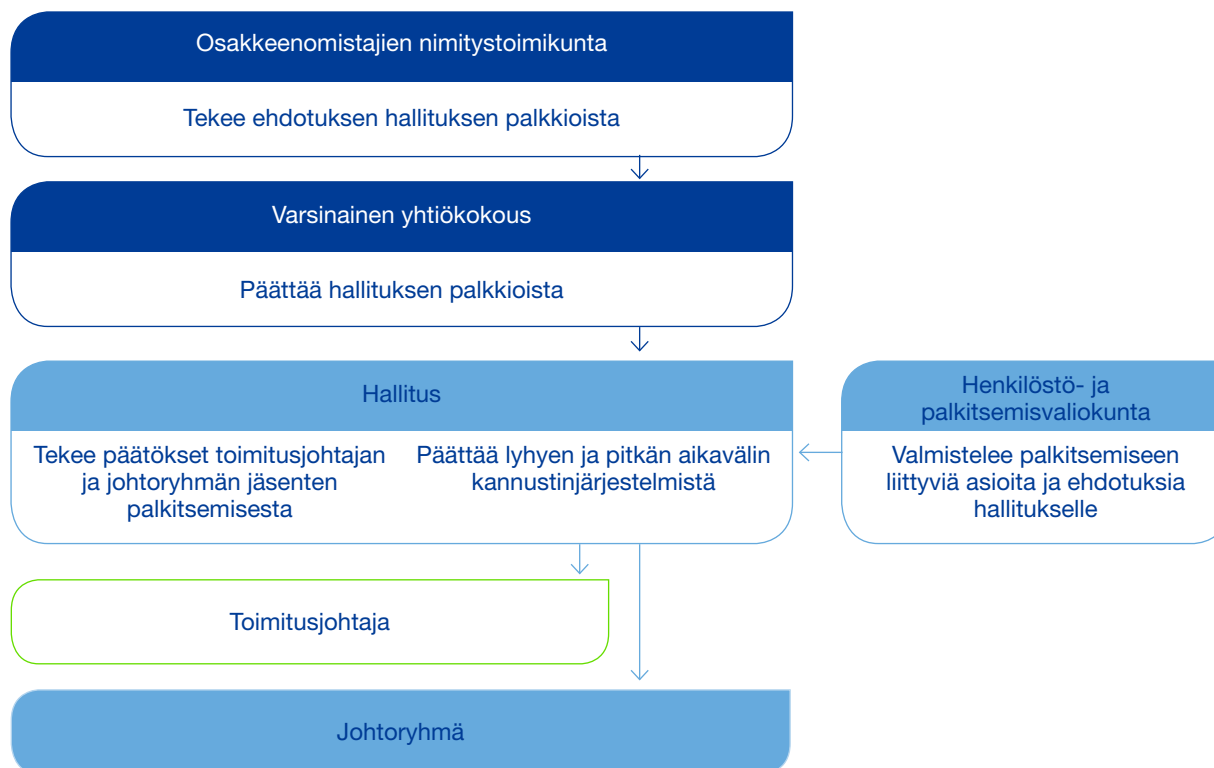 Osakkeenomistajien nimitystoimikunta
Tekee ehdotuksen hallituksen palkkioista
Varsinainen yhtiökokous
Päättää hallituksen palkkioista
Hallitus
Tekee päätökset toimitusjohtajan
ja johtoryhmän jäsenten
palkitsemisesta
Päättää lyhyen ja pitkän aikavälin
kannustinjärjestelmistä
Henkilöstö- ja
palkitsemisvaliokunta
Valmistelee palkitsemiseen
liittyviä asioita ja ehdotuksia
hallitukselle
Toimitusjohtaja
Johtoryhmä